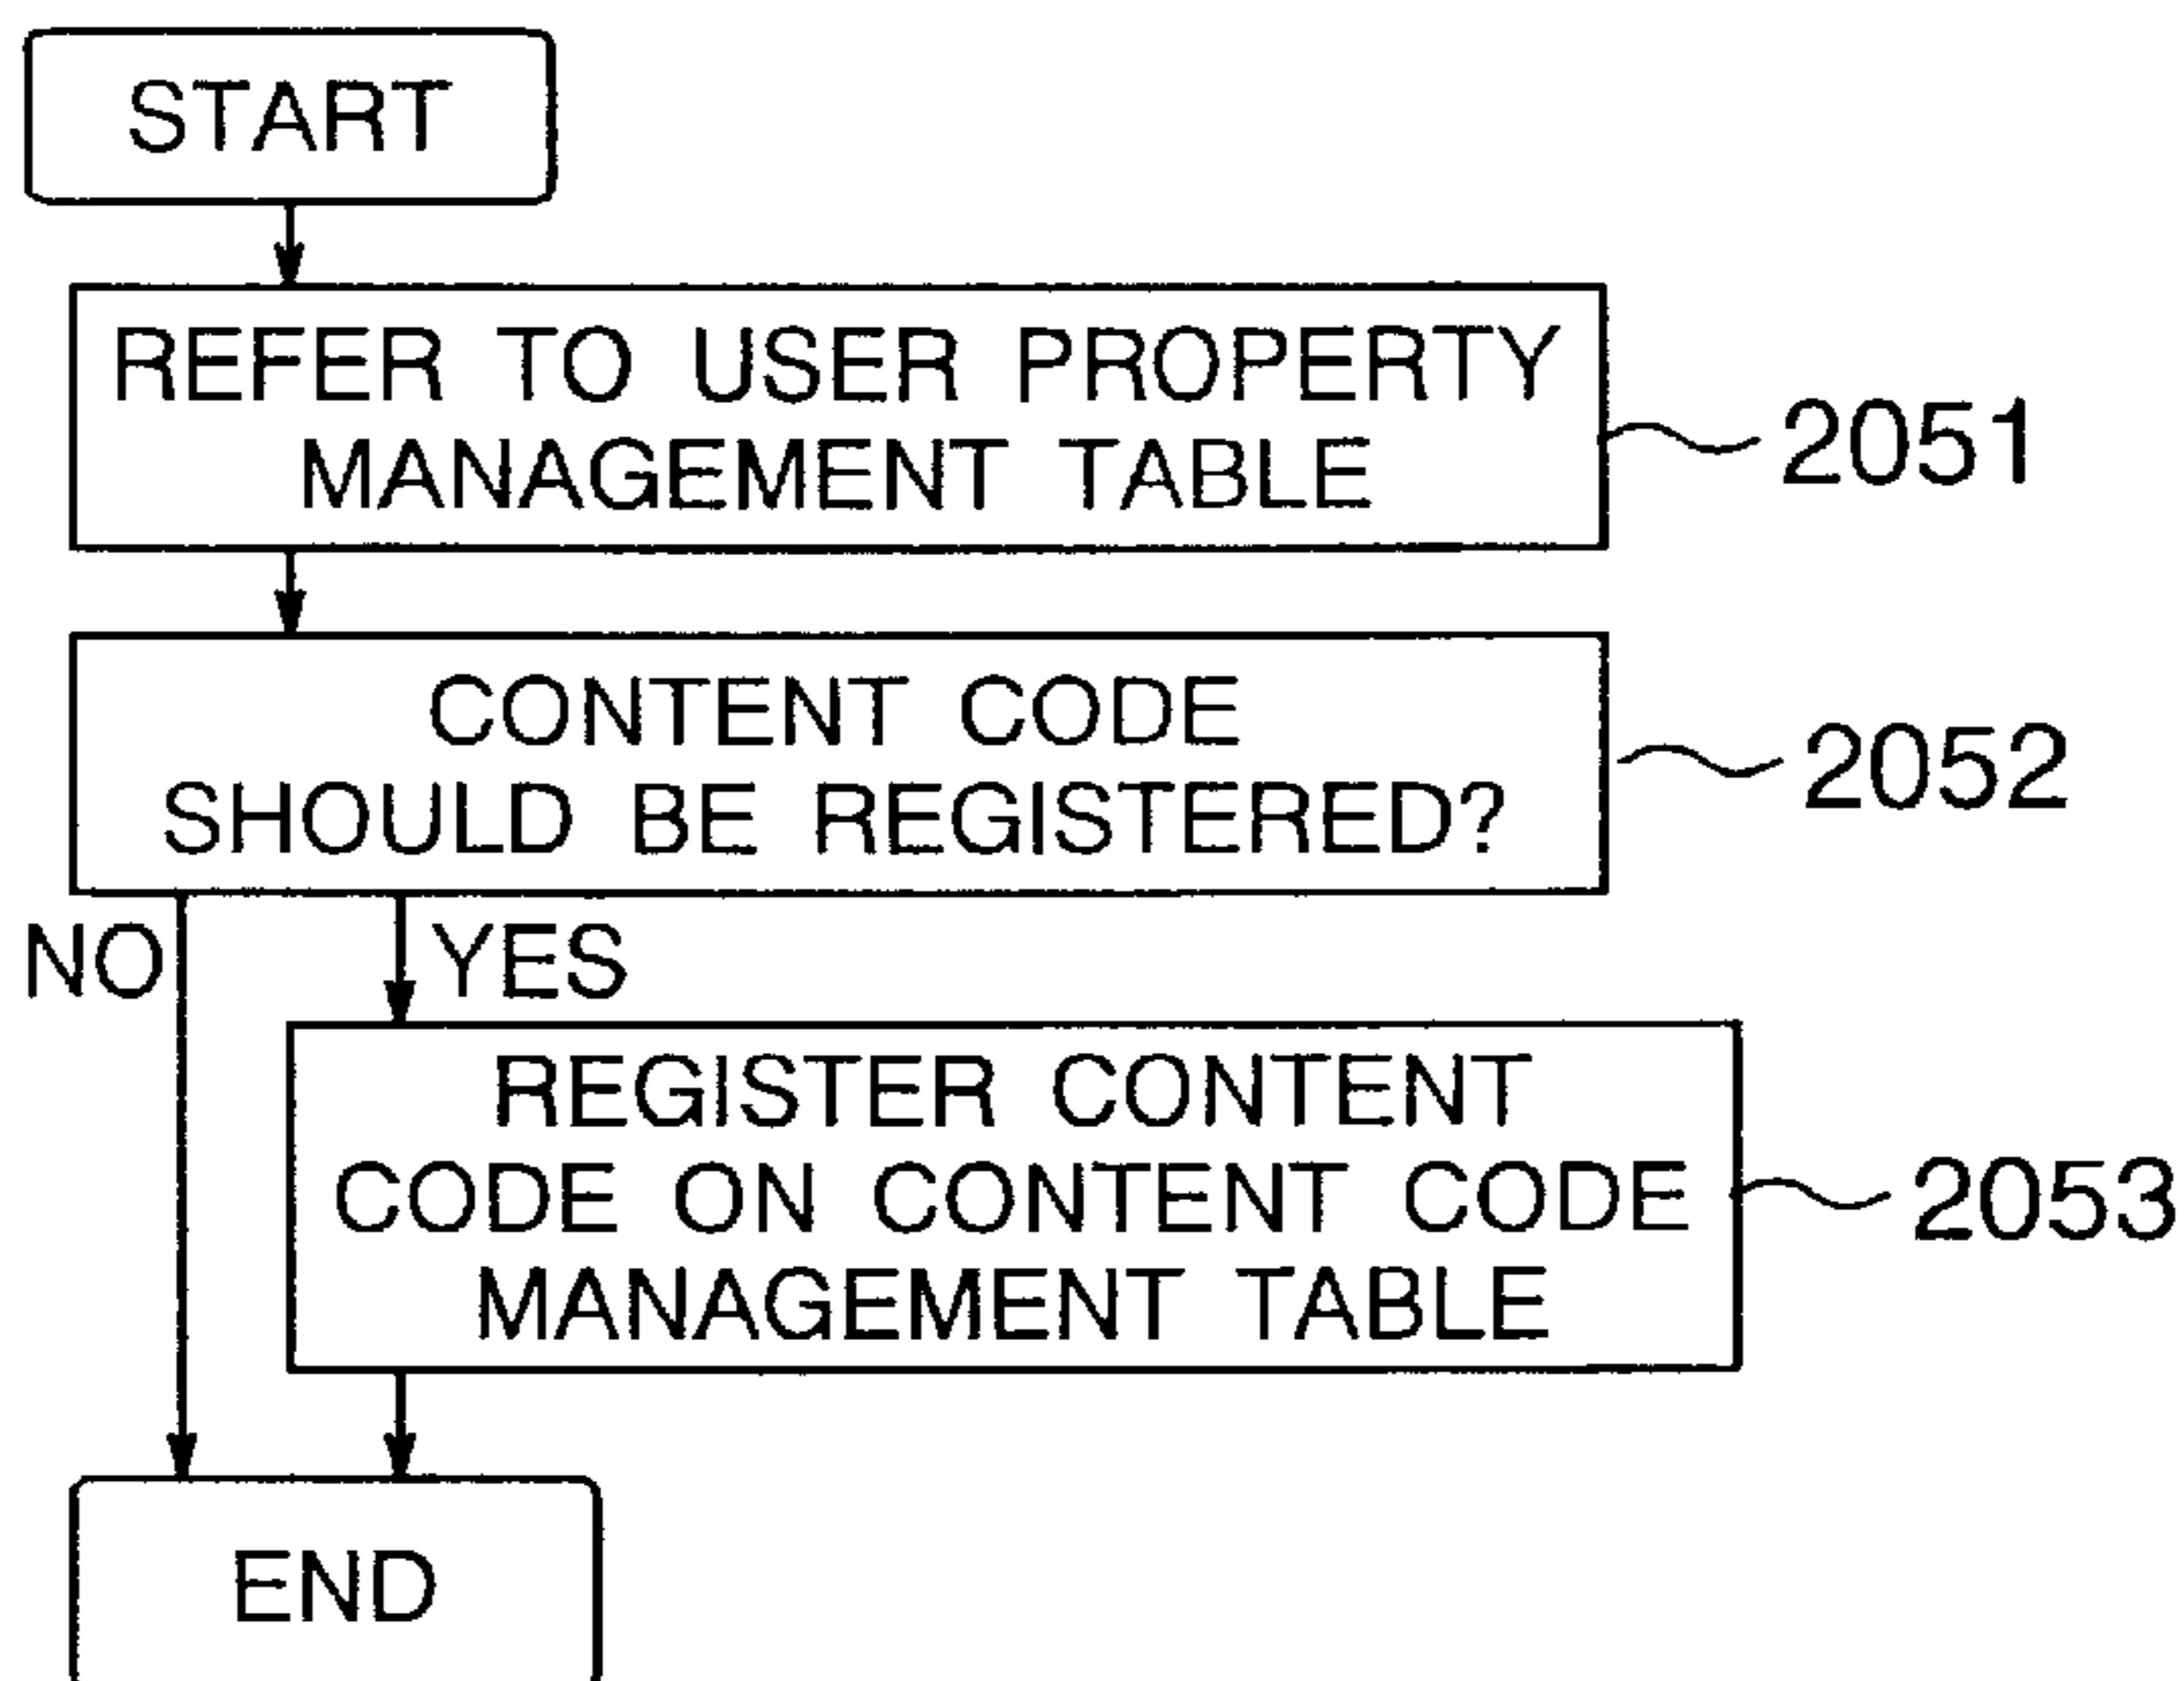 START
REFER TO USER PROPERTY
MANAGEMENT TABLE
2051
CONTENT CODE
SHOULD BE REGISTERED?
2052
NO
YES
REGISTER CONTENT
CODE ON CONTENT CODE
MANAGEMENT TABLE
2053
END